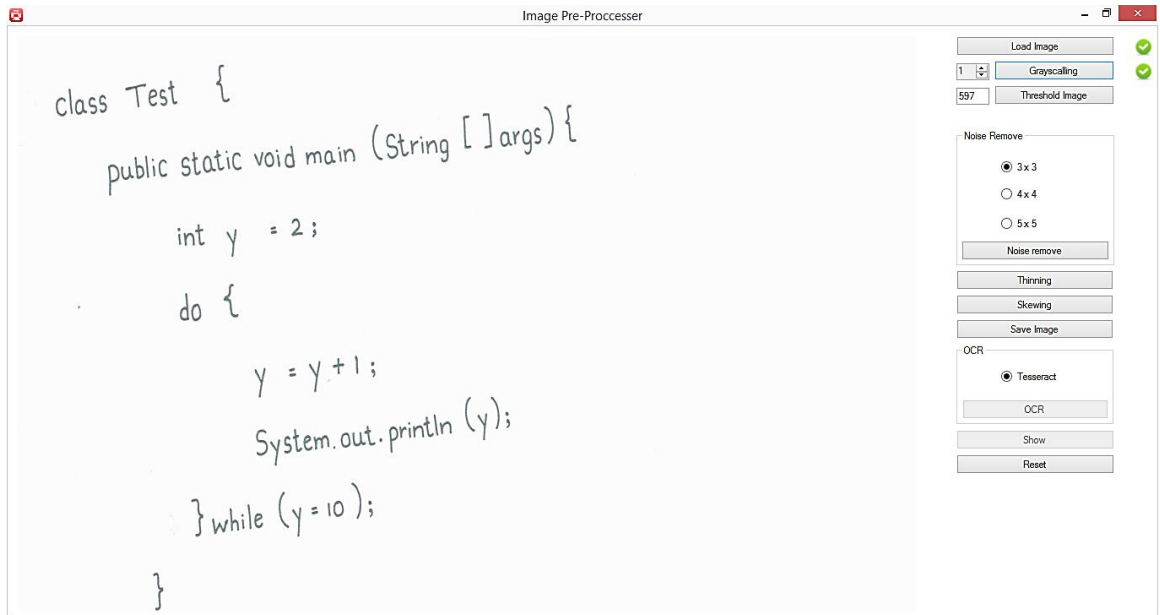 Image Pre-Proccesser
class Test {
public static void main (String [ ] args) {
int y = 2;
do {
y = y + 1;
System.out.println (y);
} while (y = 10);
}
Load Image
1 Grayscalling
597 Threshold Image
Noise Remove
3 x 3
4 x 4
5 x 5
Noise remove
Thinning
Skewing
Save Image
OCR
Tesseract
OCR
Show
Reset